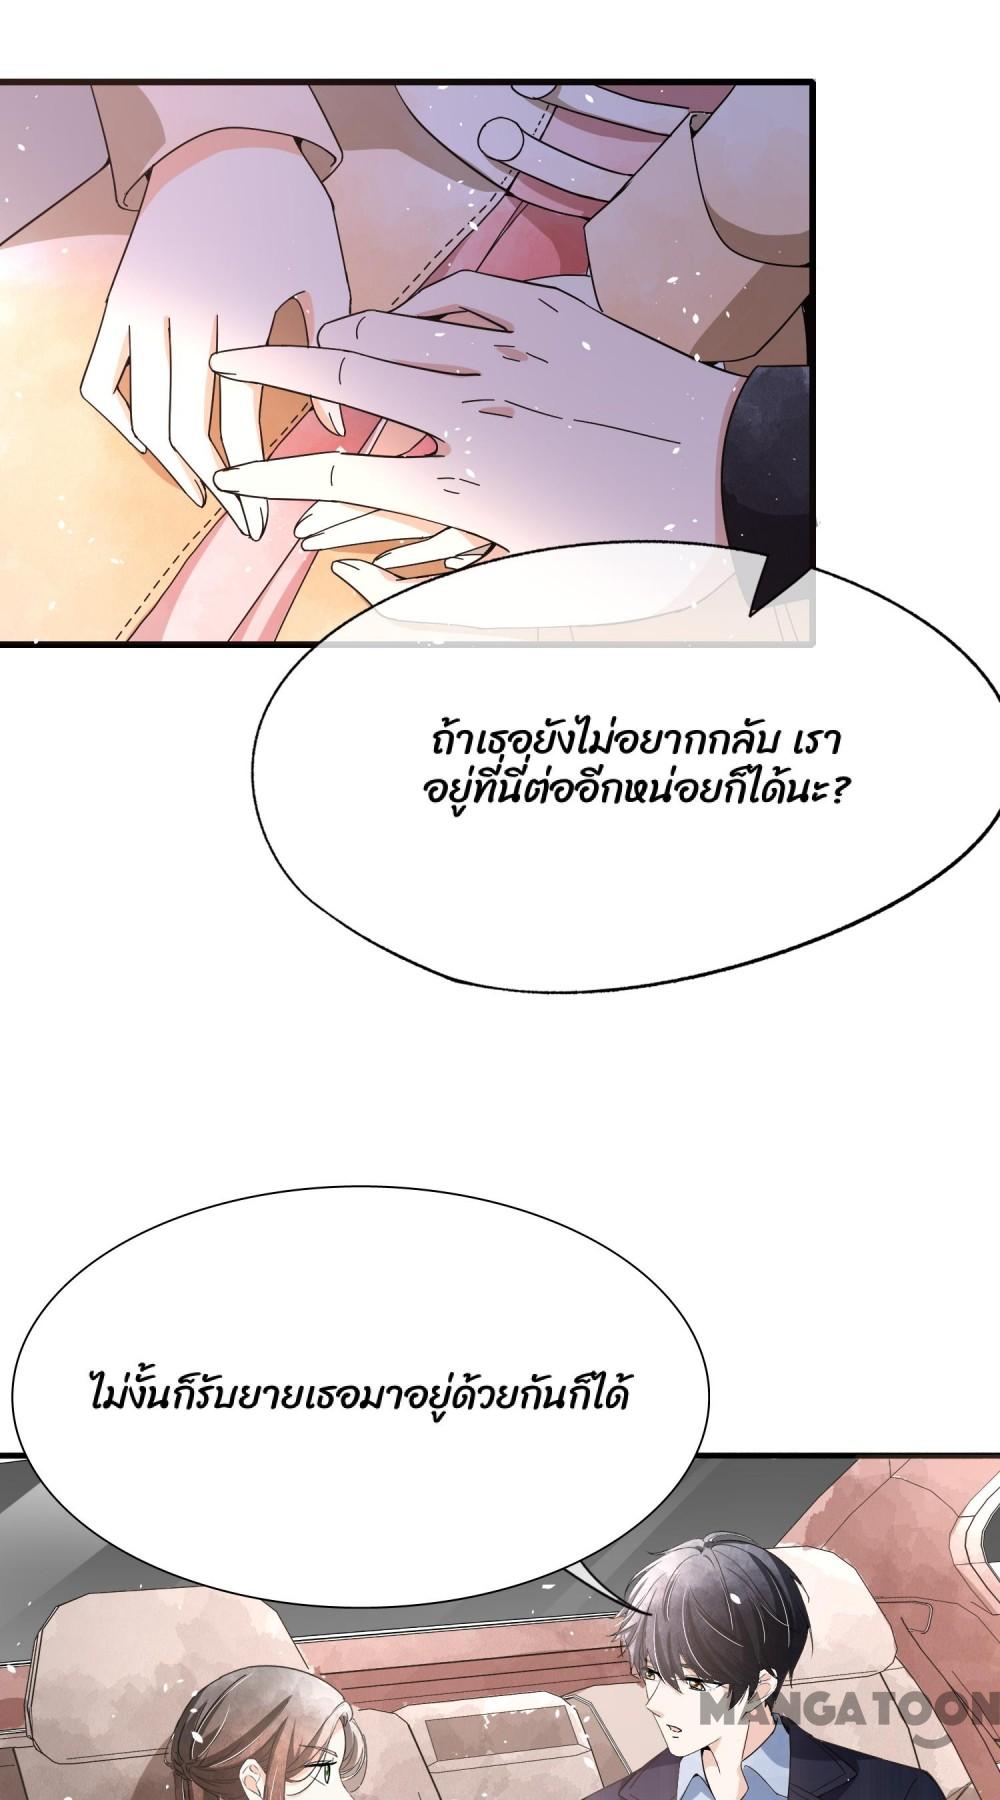 ถ้าเธอยังไม่อยากกลับ เรา
อยู่ที่นี่ต่ออีกหน่อยก็ได้นะ?
ไม่งั้นก็รับยายเธอมาอยู่ด้วยกันก็ได้
MANGATOON